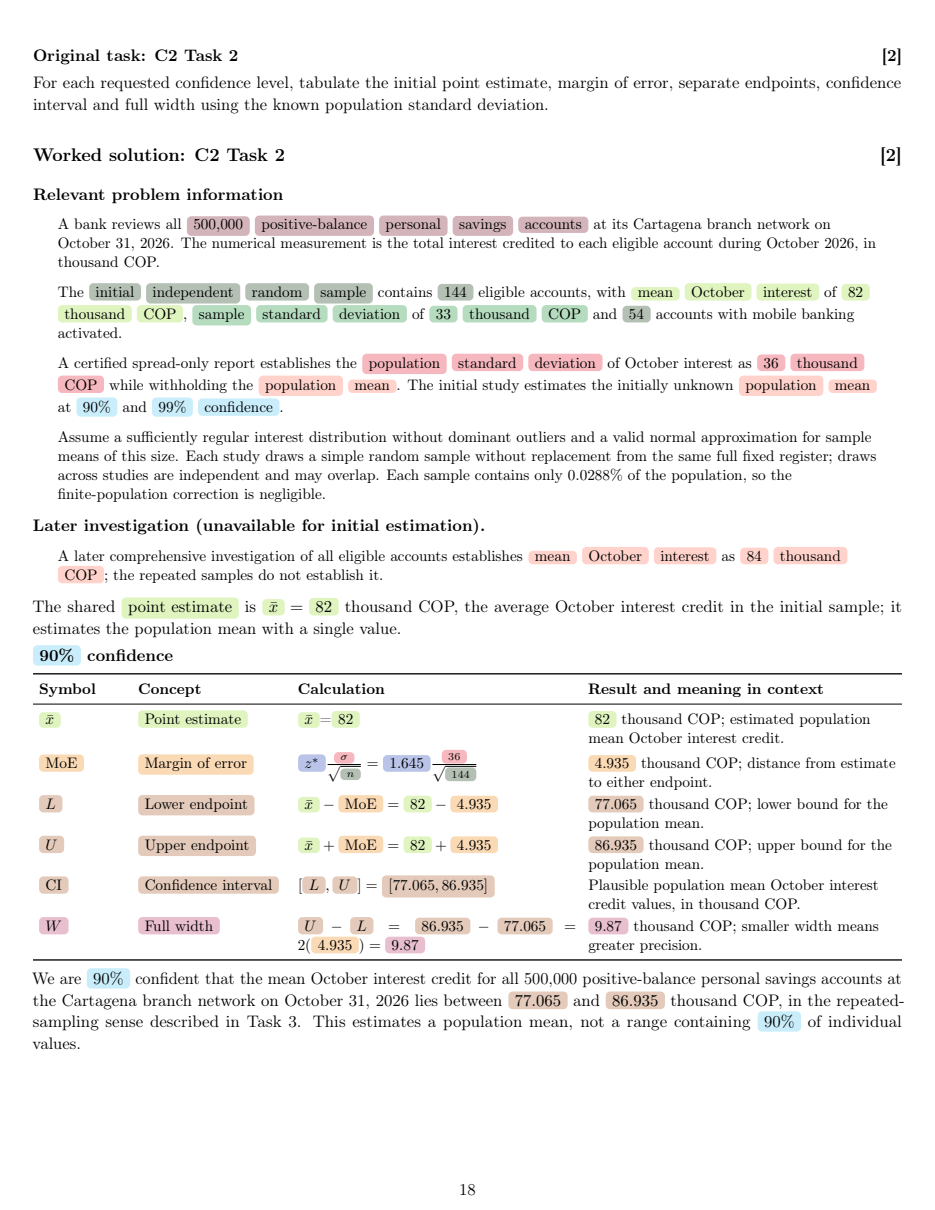 Original task: C2 Task 2 [2]
For each requested confidence level, tabulate the initial point estimate, margin of error, separate endpoints, confidence
interval and full width using the known population standard deviation.
Worked solution: C2 Task 2 [2]
Relevant problem information
A bank reviews all 500,000 positive-balance personal savings accounts at its Cartagena branch network on
October 31, 2026. The numerical measurement is the total interest credited to each eligible account during October 2026, in
thousand COP.
The initial independent random sample contains 144 eligible accounts, with mean October interest of 82
thousand COP, sample standard deviation of 33 thousand COP and 54 accounts with mobile banking
activated.
A certified spread-only report establishes the population standard deviation of October interest as 36 thousand
COP while withholding the population mean. The initial study estimates the initially unknown population mean
at 90% and 99% confidence.
Assume a sufficiently regular interest distribution without dominant outliers and a valid normal approximation for sample
means of this size. Each study draws a simple random sample without replacement from the same full fixed register; draws
across studies are independent and may overlap. Each sample contains only 0.0288% of the population, so the
finite-population correction is negligible.
Later investigation (unavailable for initial estimation).
A later comprehensive investigation of all eligible accounts establishes mean October interest as 84 thousand
COP; the repeated samples do not establish it.
The shared point estimate is x̄ = 82 thousand COP, the average October interest credit in the initial sample; it
estimates the population mean with a single value.
90% confidence
Symbol Concept Calculation Result and meaning in context
x̄ Point estimate x̄ = 82 82 thousand COP; estimated population
mean October interest credit.
MoE Margin of error z* σ/√n = 1.645 36/√144 4.935 thousand COP; distance from estimate
to either endpoint.
L Lower endpoint x̄ − MoE = 82 − 4.935 77.065 thousand COP; lower bound for the
population mean.
U Upper endpoint x̄ + MoE = 82 + 4.935 86.935 thousand COP; upper bound for the
population mean.
CI Confidence interval [L, U] = [77.065, 86.935] Plausible population mean October interest
credit values, in thousand COP.
W Full width U − L = 86.935 − 77.065 = 9.87 thousand COP; smaller width means
2(4.935) = 9.87 greater precision.
We are 90% confident that the mean October interest credit for all 500,000 positive-balance personal savings accounts at
the Cartagena branch network on October 31, 2026 lies between 77.065 and 86.935 thousand COP, in the repeated-
sampling sense described in Task 3. This estimates a population mean, not a range containing 90% of individual
values.
18